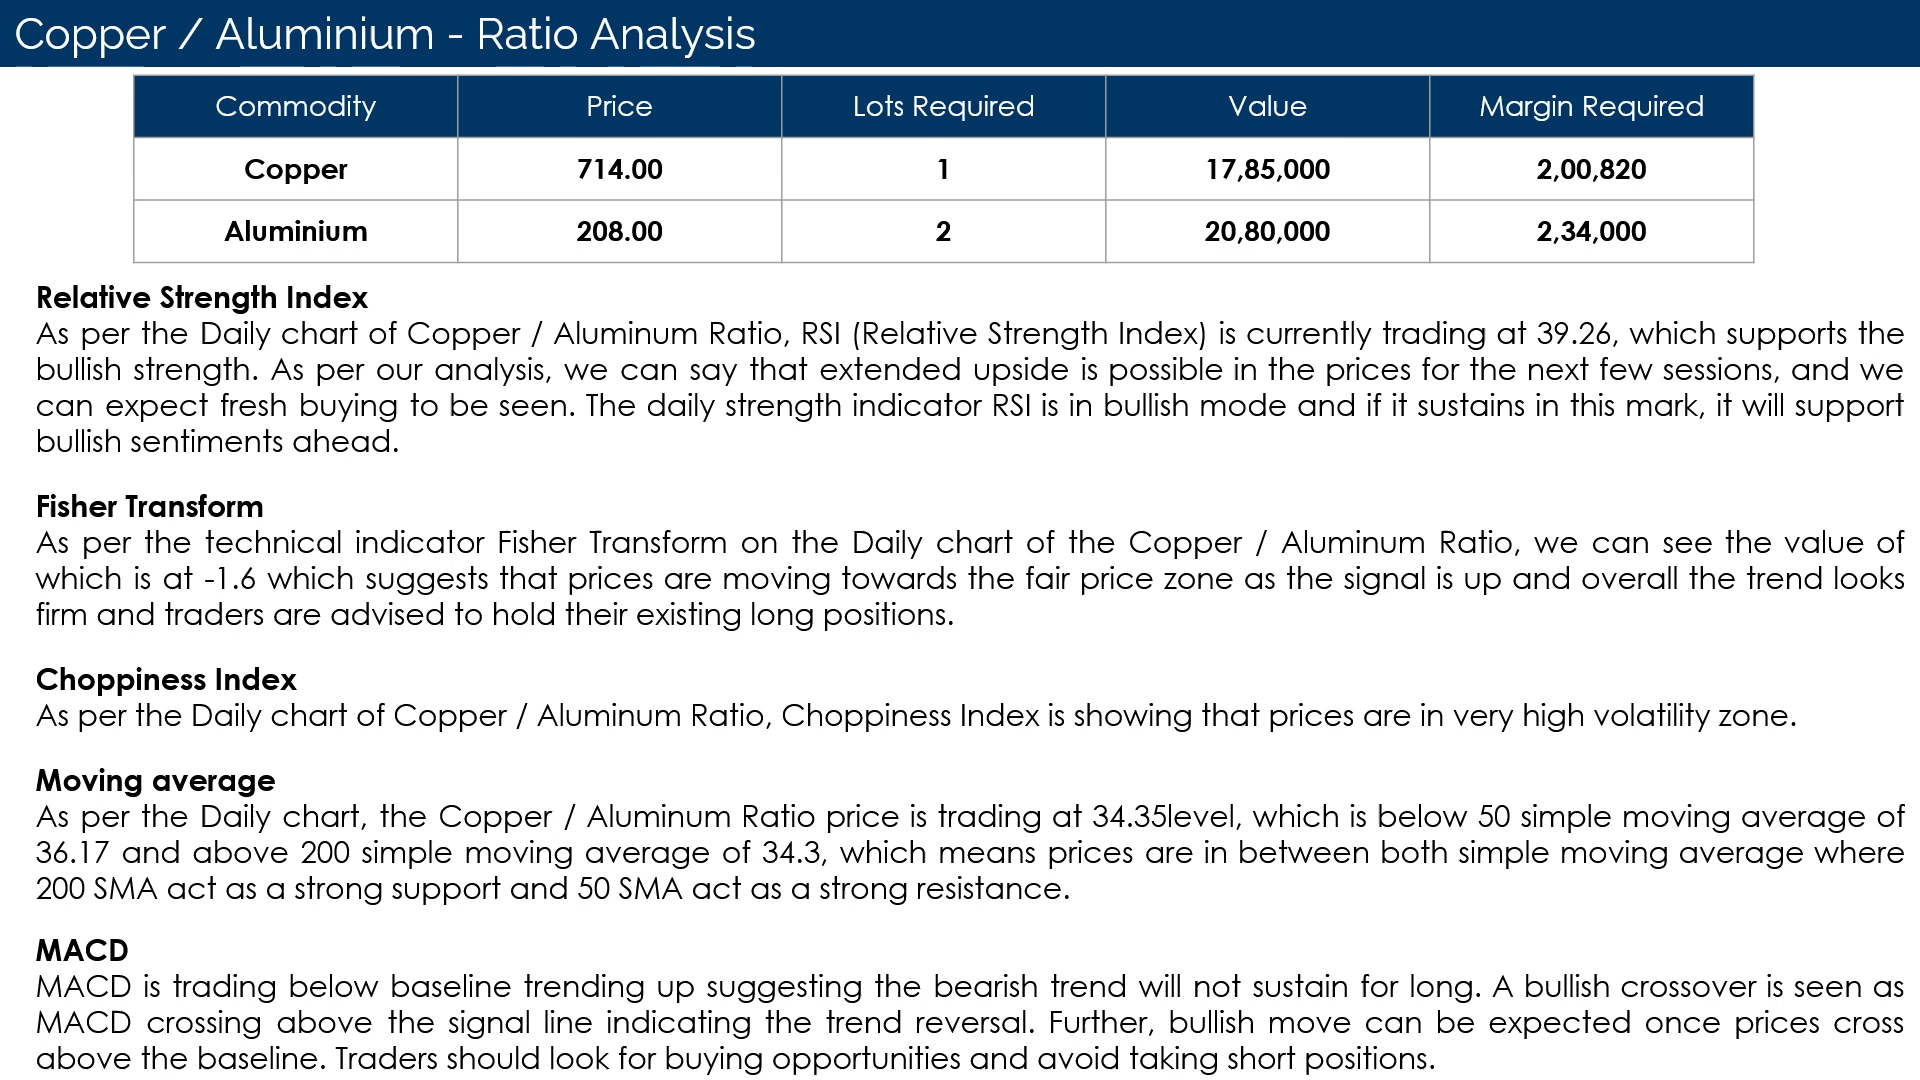 Copper / Aluminium - Ratio Analysis
Commodity Price Lots Required Value Margin Required
Copper 714.00 1 17,85,000 2,00,820
Aluminium 208.00 2 20,80,000 2,34,000
Relative Strength Index
As per the Daily chart of Copper / Aluminum Ratio, RSI (Relative Strength Index) is currently trading at 39.26, which supports the
bullish strength. As per our analysis, we can say that extended upside is possible in the prices for the next few sessions, and we
can expect fresh buying to be seen. The daily strength indicator RSI is in bullish mode and if it sustains in this mark, it will support
bullish sentiments ahead.
Fisher Transform
As per the technical indicator Fisher Transform on the Daily chart of the Copper / Aluminum Ratio, we can see the value of
which is at -1.6 which suggests that prices are moving towards the fair price zone as the signal is up and overall the trend looks
firm and traders are advised to hold their existing long positions.
Choppiness Index
As per the Daily chart of Copper / Aluminum Ratio, Choppiness Index is showing that prices are in very high volatility zone.
Moving average
As per the Daily chart, the Copper / Aluminum Ratio price is trading at 34.35level, which is below 50 simple moving average of
36.17 and above 200 simple moving average of 34.3, which means prices are in between both simple moving average where
200 SMA act as a strong support and 50 SMA act as a strong resistance.
MACD
MACD is trading below baseline trending up suggesting the bearish trend will not sustain for long. A bullish crossover is seen as
MACD crossing above the signal line indicating the trend reversal. Further, bullish move can be expected once prices cross
above the baseline. Traders should look for buying opportunities and avoid taking short positions.